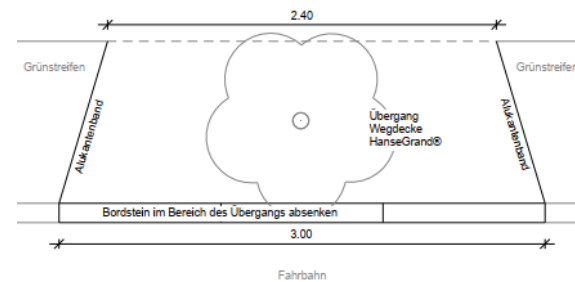 2.40
Grünstreifen
Grünstreifen
Alukantenband
Übergang
Wegdecke
HanseGrand®
Alukantenband
Bordstein im Bereich des Übergangs absenken
3.00
Fahrbahn